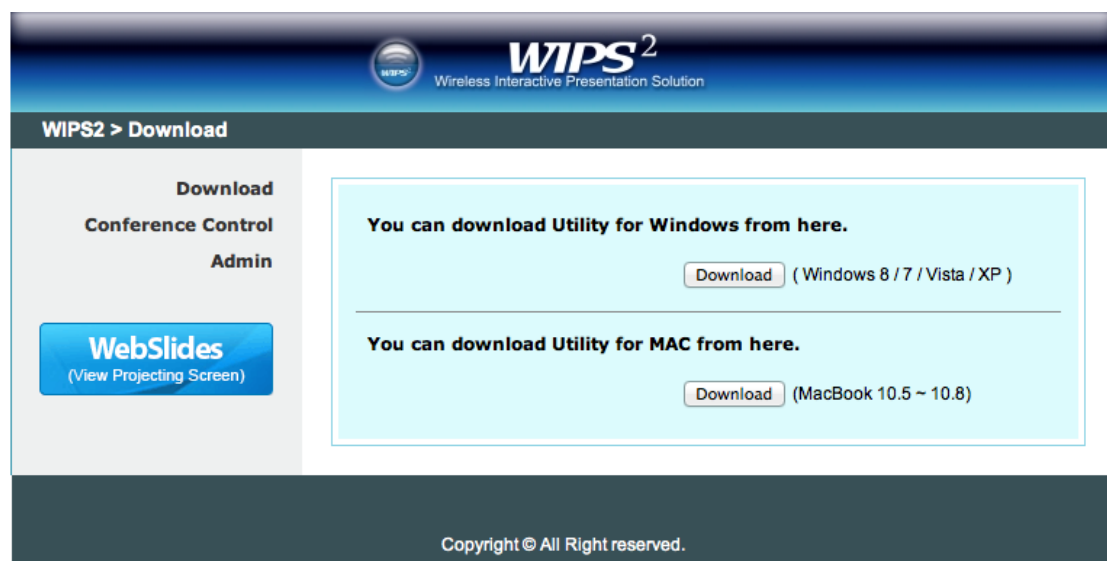 WIPS
WIPS2
Wireless Interactive Presentation Solution
WIPS2 > Download
Download
Conference Control
Admin
WebSlides
(View Projecting Screen)
You can download Utility for Windows from here.
Download ( Windows 8 / 7 / Vista / XP )
You can download Utility for MAC from here.
Download (MacBook 10.5 ~ 10.8)
Copyright © All Right reserved.